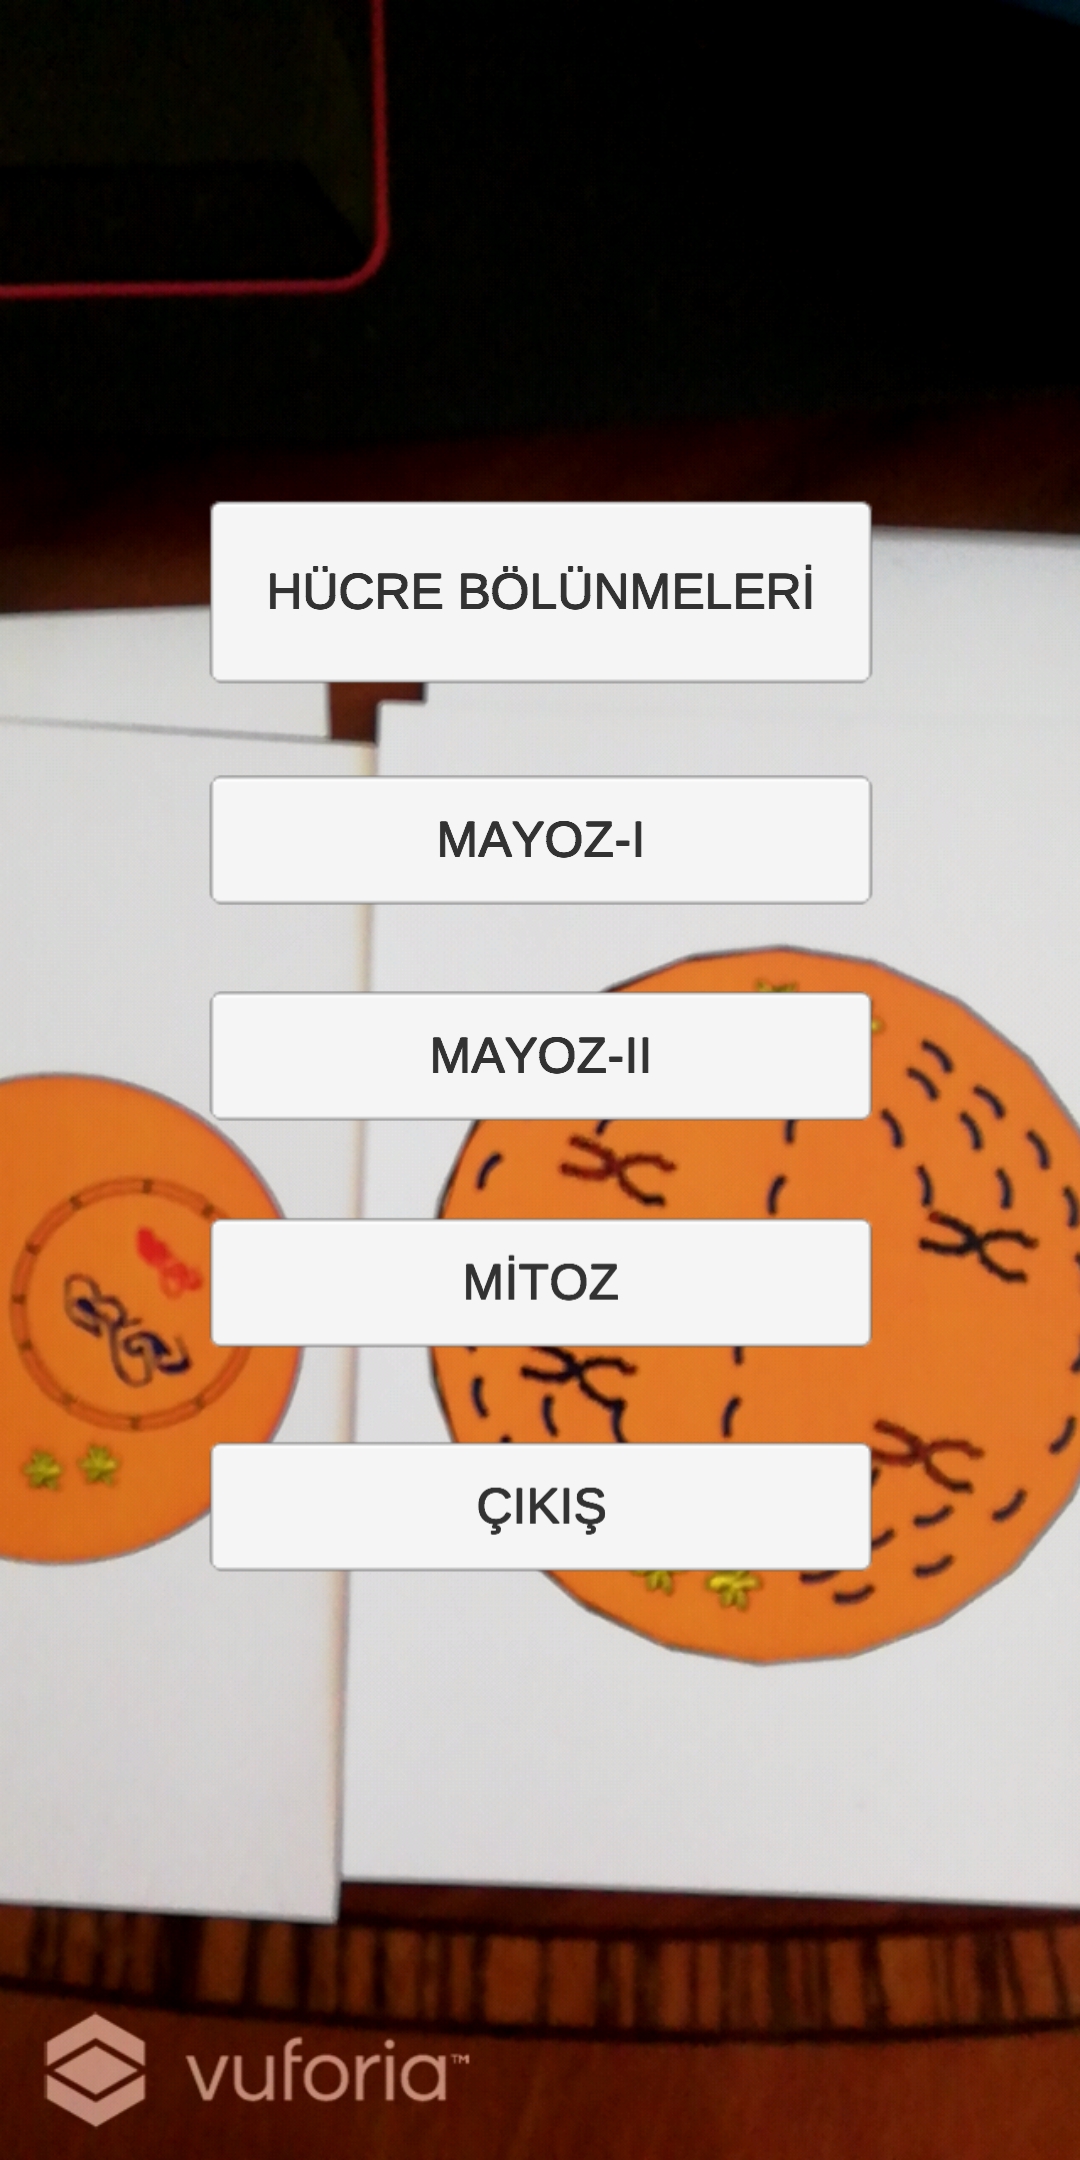 HÜCRE BÖLÜNMELERİ
MAYOZ-I
MAYOZ-II
MİTOZ
ÇIKIŞ
vuforia™